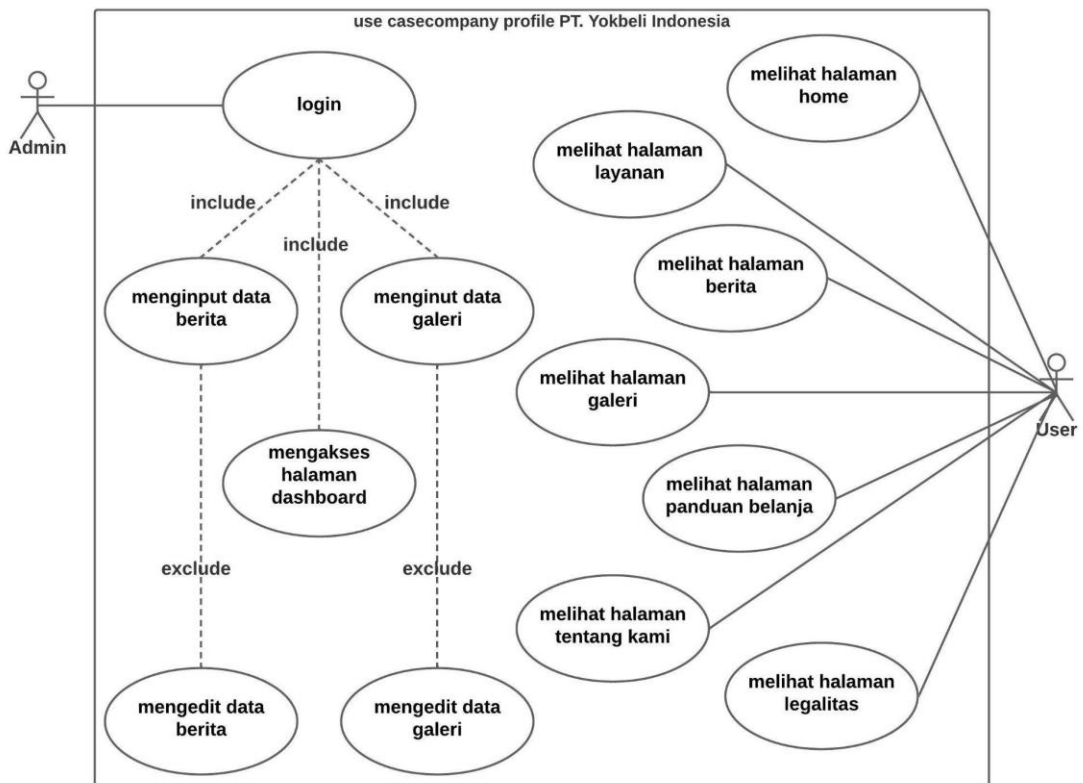 use casecompany profile PT. Yokbeli Indonesia
Admin
login
include
include
include
menginput data
berita
menginut data
galeri
mengakses
halaman
dashboard
exclude
exclude
mengedit data
berita
mengedit data
galeri
melihat halaman
home
melihat halaman
layanan
melihat halaman
berita
melihat halaman
galeri
melihat halaman
panduan belanja
melihat halaman
tentang kami
melihat halaman
legalitas
User